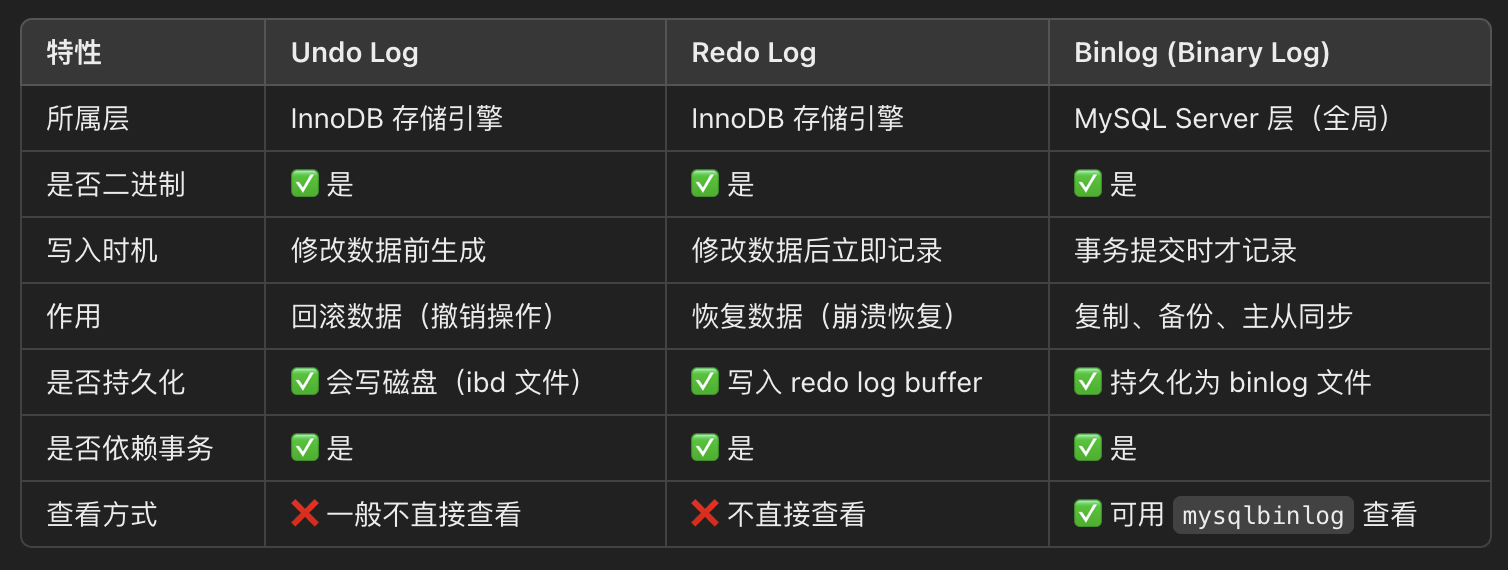 特性 Undo Log Redo Log Binlog (Binary Log)
所属层 InnoDB 存储引擎 InnoDB 存储引擎 MySQL Server 层（全局）
是否二进制 ✅ 是 ✅ 是 ✅ 是
写入时机 修改数据前生成 修改数据后立即记录 事务提交时才记录
作用 回滚数据（撤销操作） 恢复数据（崩溃恢复） 复制、备份、主从同步
是否持久化 ✅ 会写磁盘（ibd 文件） ✅ 写入 redo log buffer ✅ 持久化为 binlog 文件
是否依赖事务 ✅ 是 ✅ 是 ✅ 是
查看方式 ❌ 一般不直接查看 ❌ 不直接查看 ✅ 可用 mysqlbinlog 查看